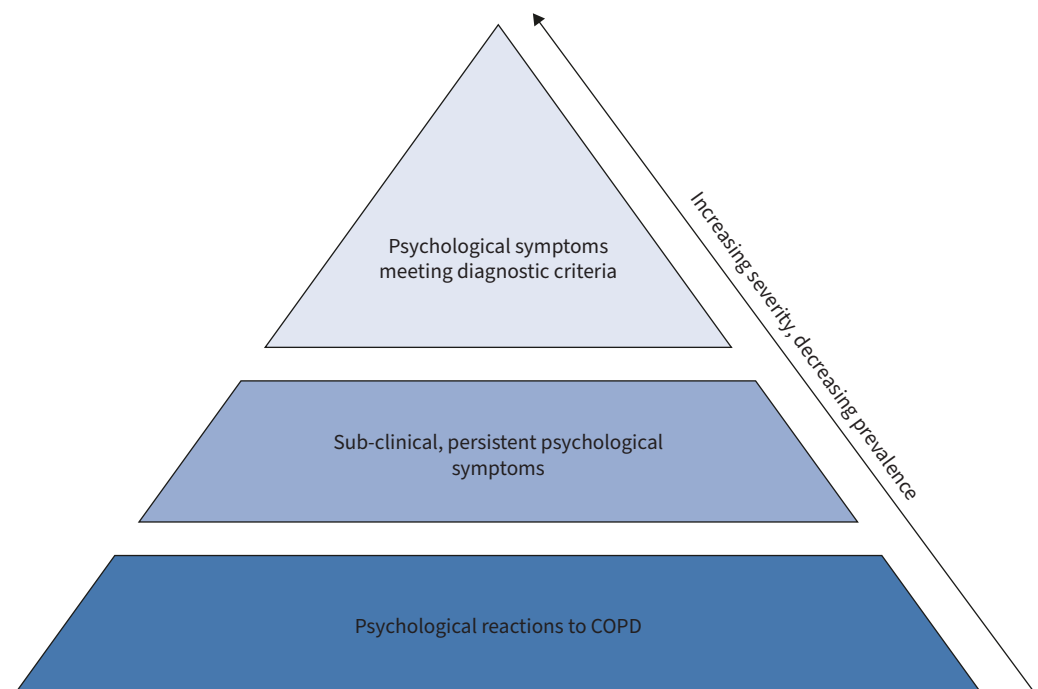 Psychological symptoms
meeting diagnostic criteria
Increasing severity, decreasing prevalence
Sub-clinical, persistent psychological
symptoms
Psychological reactions to COPD